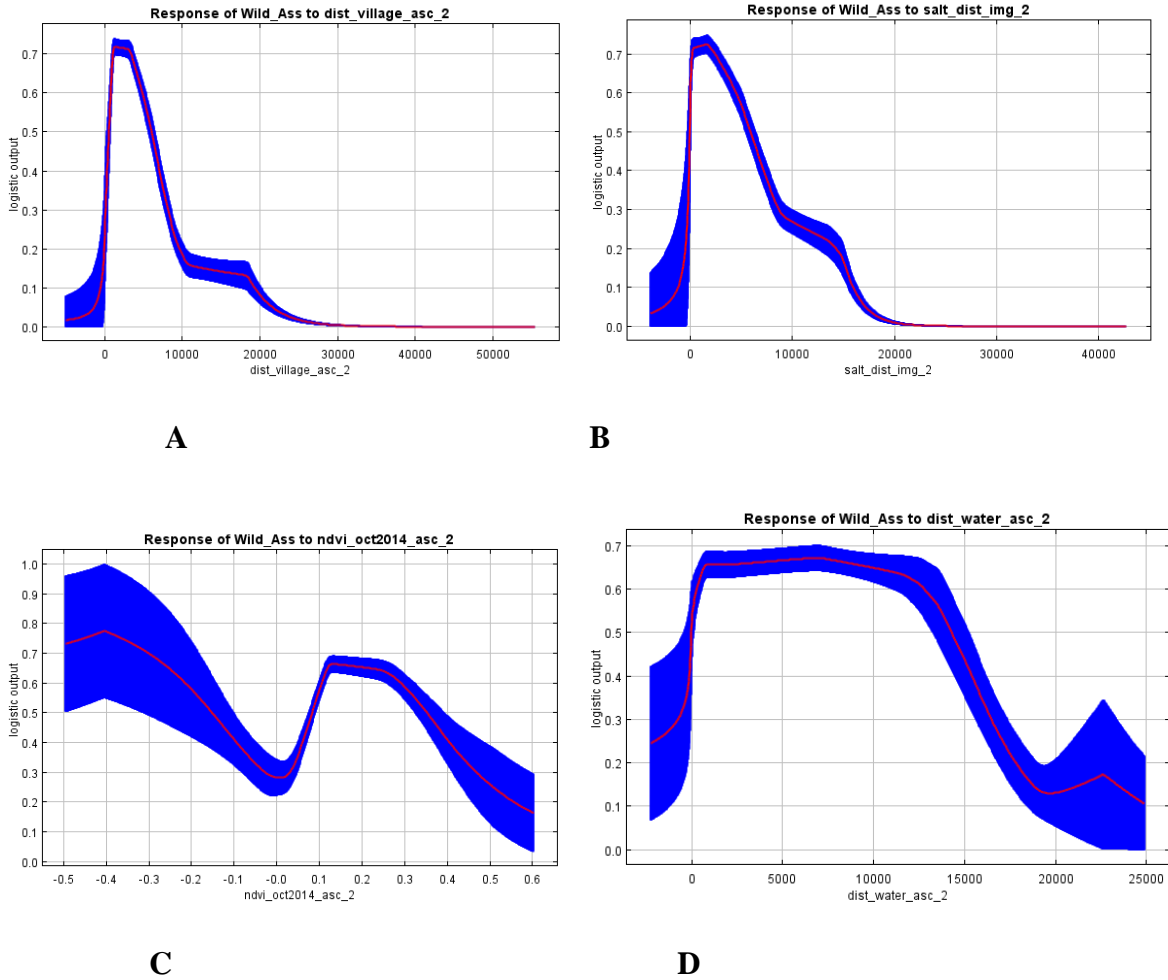 Response of Wild_Ass to dist_village_asc_2
0.7
0.6
0.5
0.4
0.3
0.2
0.1
0.0
logistic output
0 10000 20000 30000 40000 50000
dist_village_asc_2
A
Response of Wild_Ass to salt_dist_img_2
0.7
0.6
0.5
0.4
0.3
0.2
0.1
0.0
logistic output
0 10000 20000 30000 40000
salt_dist_img_2
B
Response of Wild_Ass to ndvi_oct2014_asc_2
1.0
0.9
0.8
0.7
0.6
0.5
0.4
0.3
0.2
0.1
0.0
logistic output
-0.5 -0.4 -0.3 -0.2 -0.1 -0.0 0.1 0.2 0.3 0.4 0.5 0.6
ndvi_oct2014_asc_2
C
Response of Wild_Ass to dist_water_asc_2
0.7
0.6
0.5
0.4
0.3
0.2
0.1
0.0
logistic output
0 5000 10000 15000 20000 25000
dist_water_asc_2
D